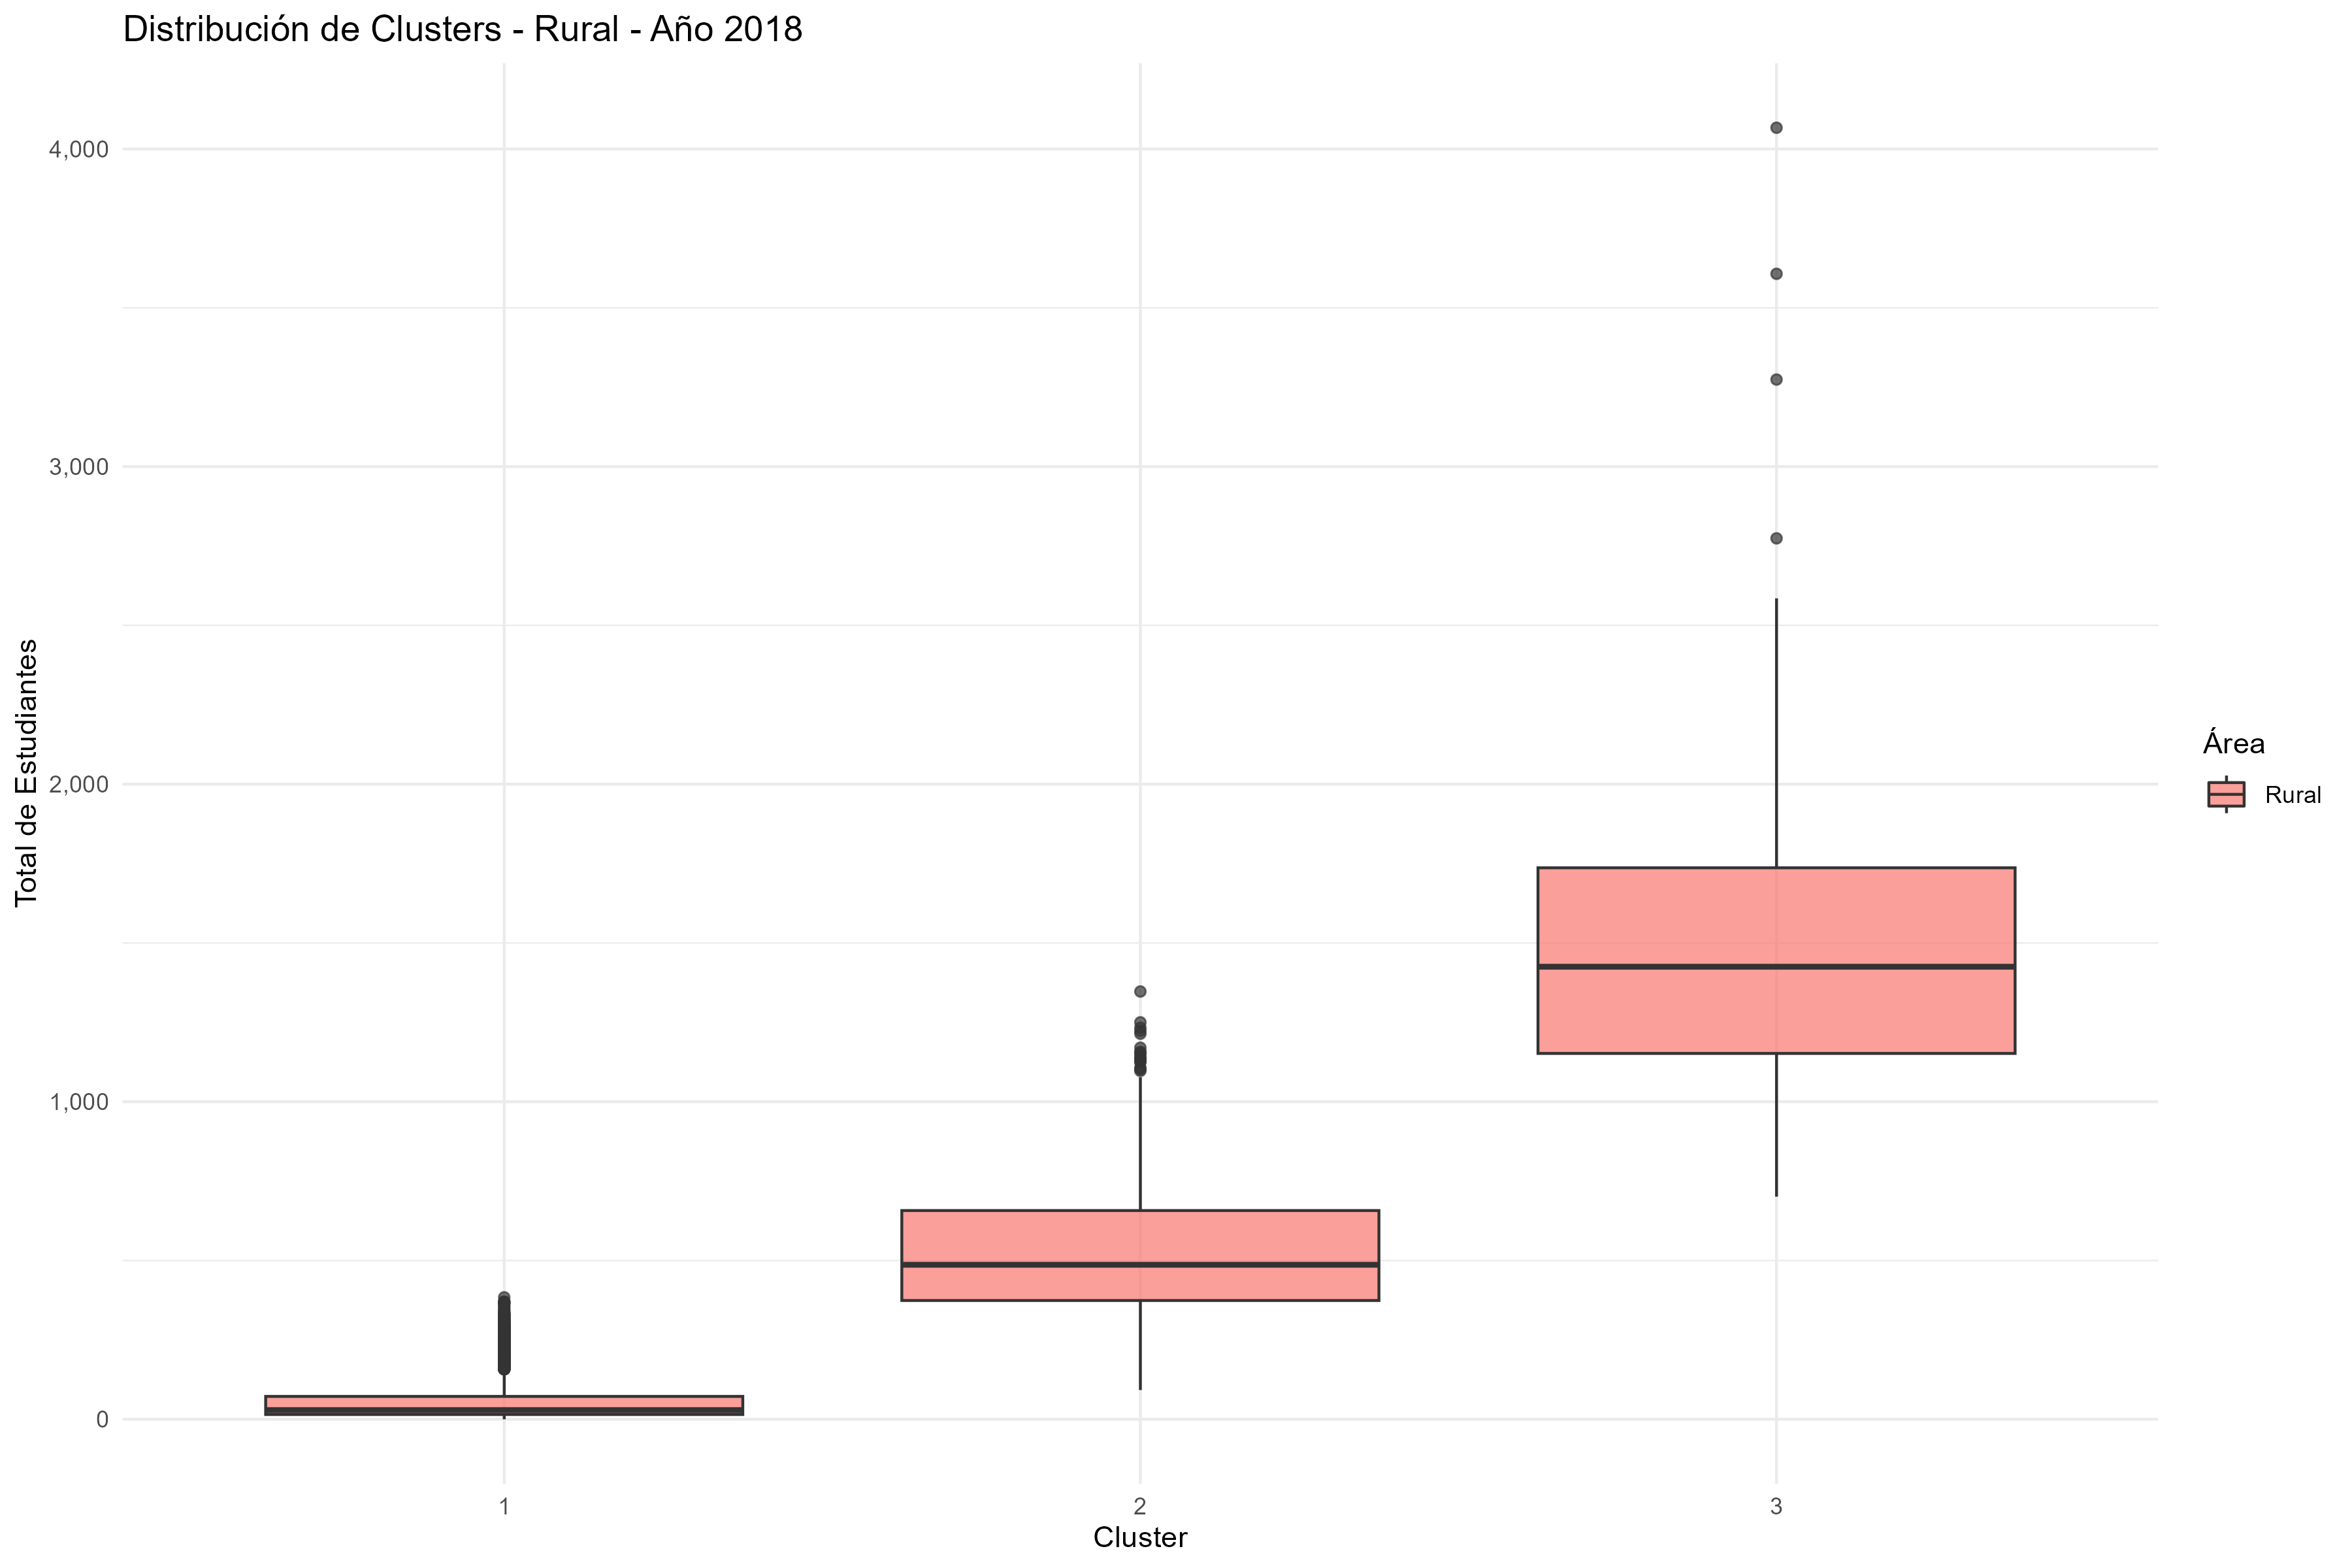 Distribución de Clusters - Rural - Año 2018
Total de Estudiantes
4,000
3,000
2,000
1,000
0
1
2
3
Cluster
Área
Rural